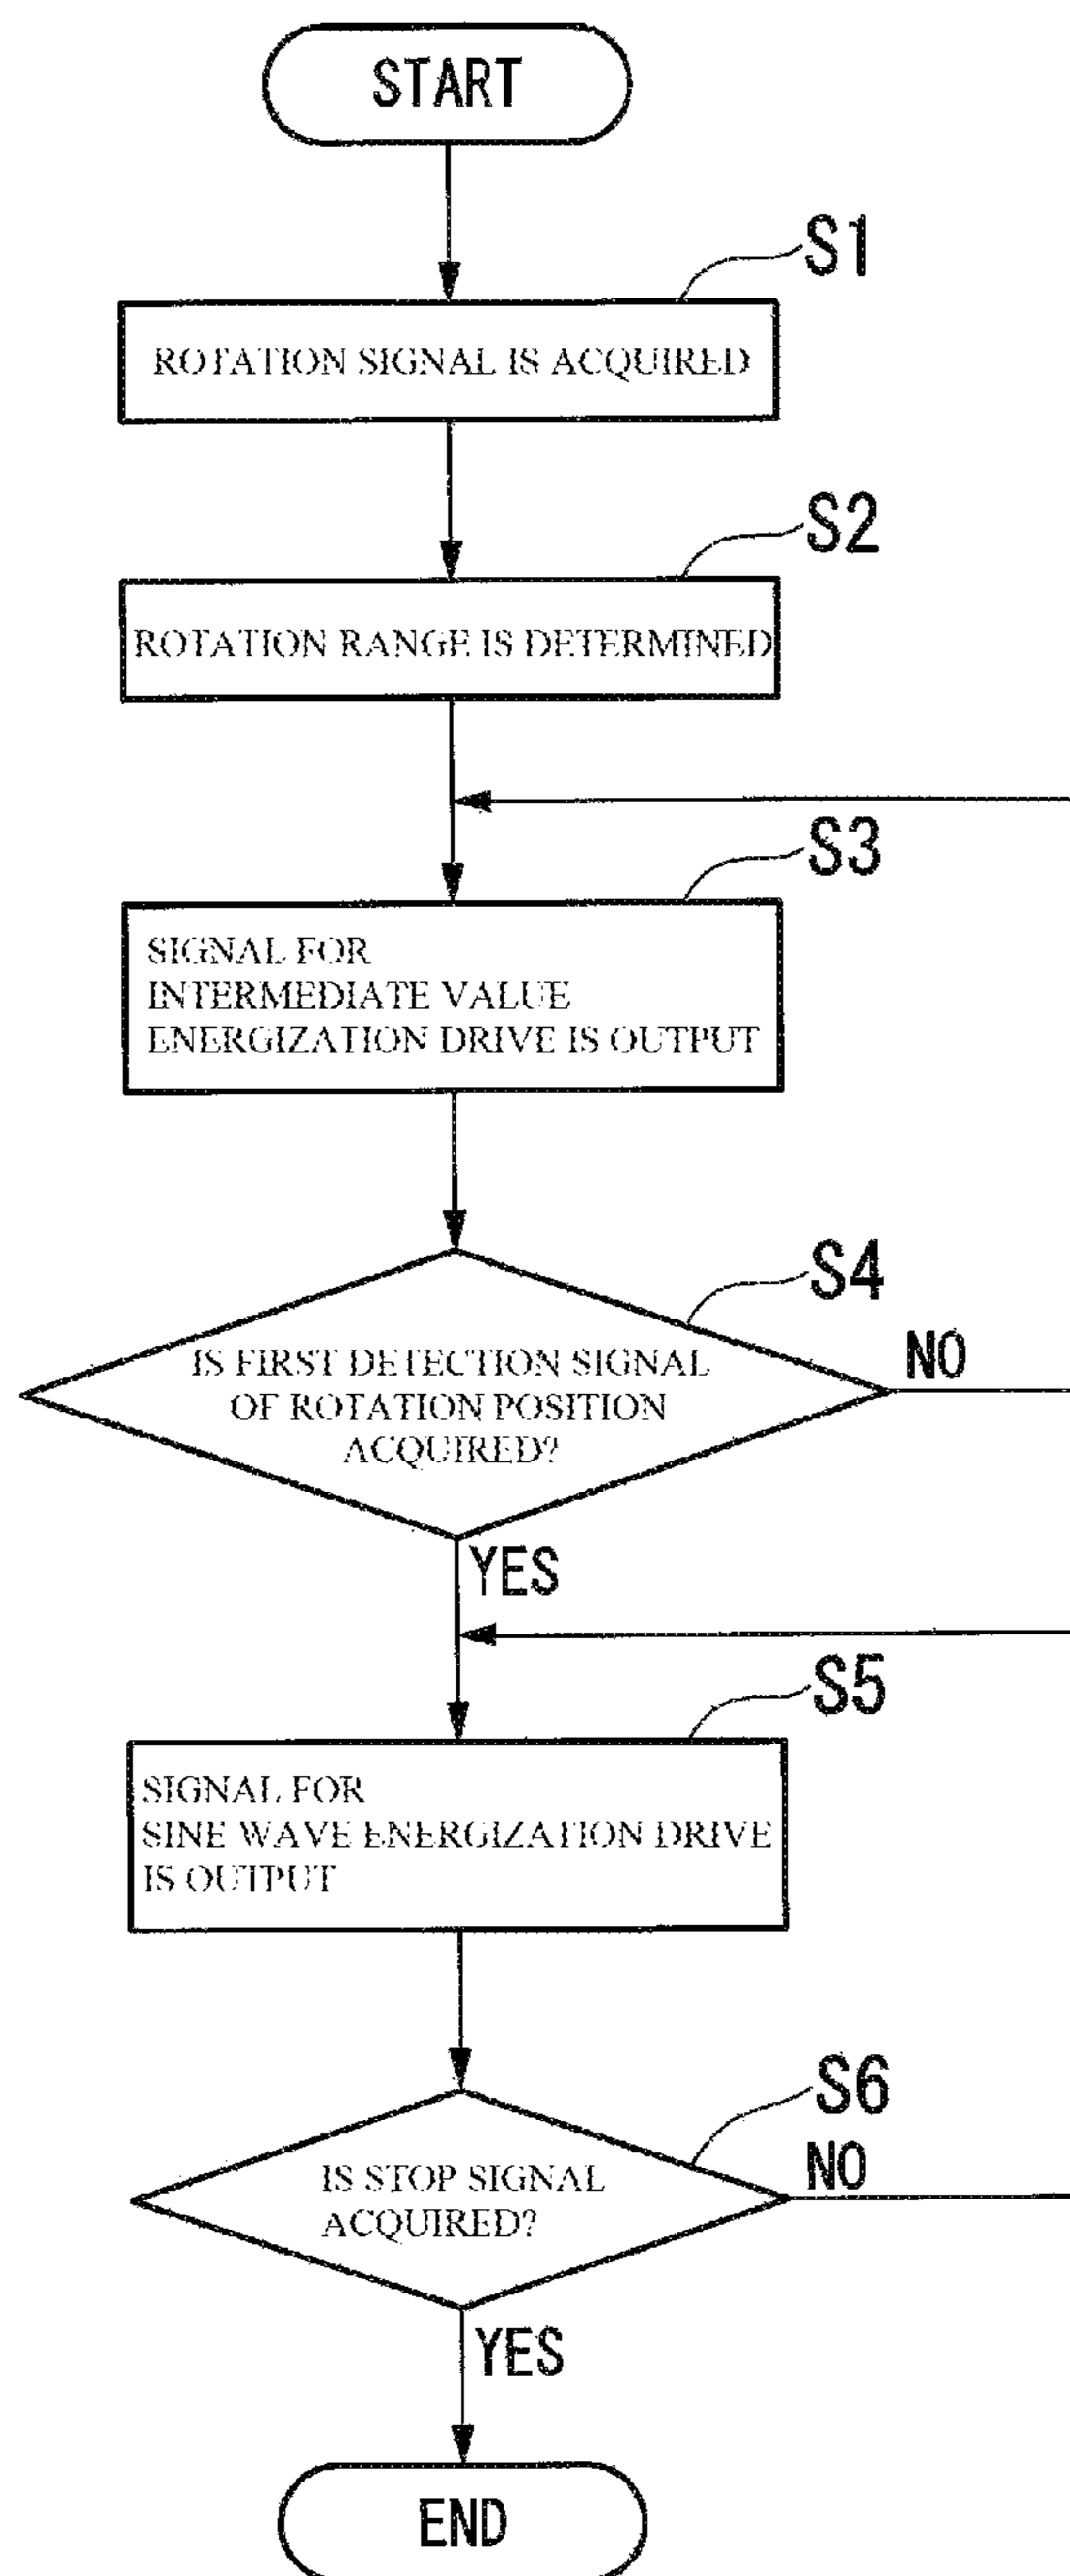 START
S1
ROTATION SIGNAL IS ACQUIRED
S2
ROTATION RANGE IS DETERMINED
S3
SIGNAL FOR
INTERMEDIATE VALUE
ENERGIZATION DRIVE IS OUTPUT
S4
IS FIRST DETECTION SIGNAL
OF ROTATION POSITION
ACQUIRED?
NO
YES
S5
SIGNAL FOR
SINE WAVE ENERGIZATION DRIVE
IS OUTPUT
S6
IS STOP SIGNAL
ACQUIRED?
NO
YES
END